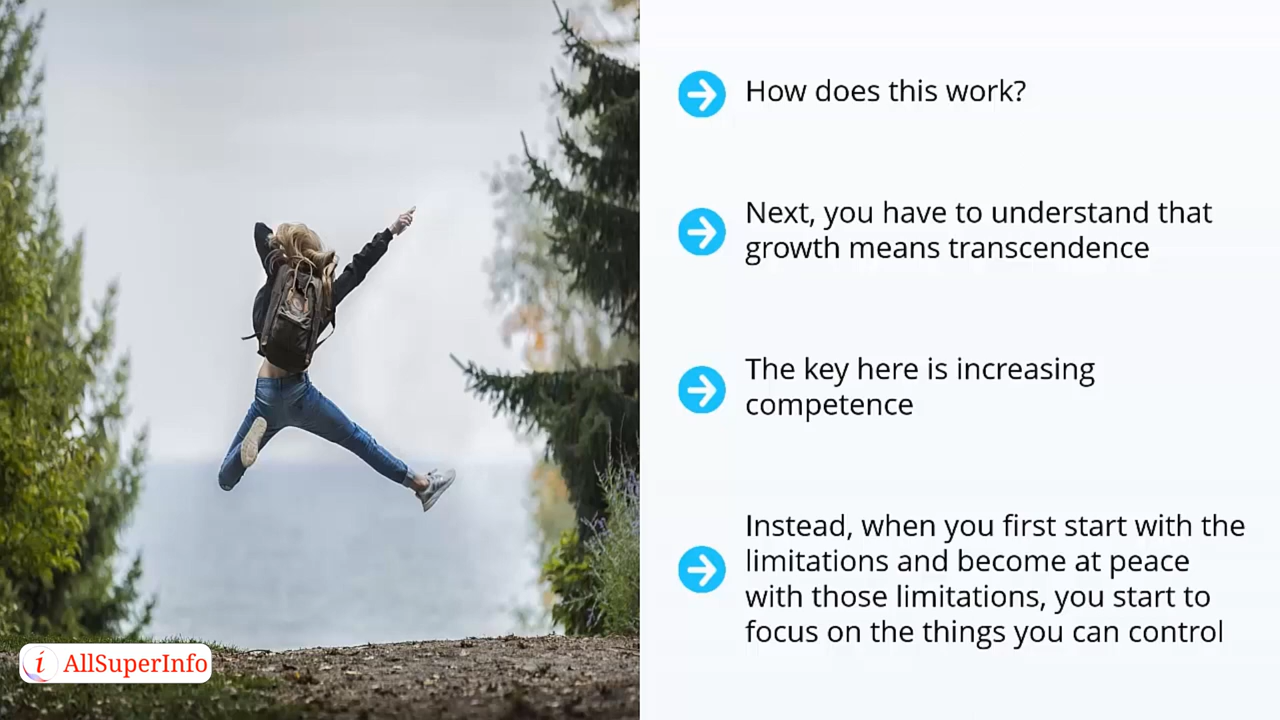 How does this work?
Next, you have to understand that
growth means transcendence
The key here is increasing
competence
Instead, when you first start with the
limitations and become at peace
with those limitations, you start to
focus on the things you can control
i AllSuperInfo